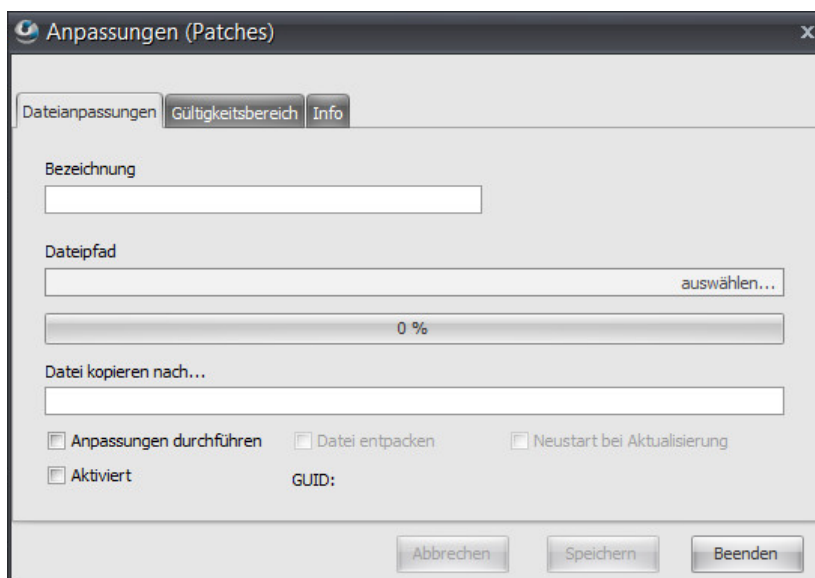 Anpassungen (Patches) x
Dateianpassungen Gültigkeitsbereich Info
Bezeichnung
Dateipfad
auswählen...
0 %
Datei kopieren nach...
Anpassungen durchführen Datei entpacken Neustart bei Aktualisierung
Aktiviert GUID:
Abbrechen Speichern Beenden